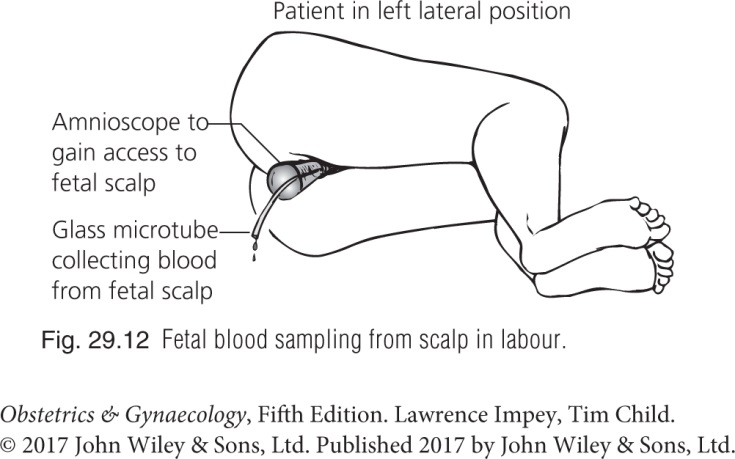 Patient in left lateral position
Amnioscope to
gain access to
fetal scalp
Glass microtube
collecting blood
from fetal scalp
Fig. 29.12 Fetal blood sampling from scalp in labour.
Obstetrics & Gynaecology, Fifth Edition. Lawrence Impey, Tim Child.
© 2017 John Wiley & Sons, Ltd. Published 2017 by John Wiley & Sons, Ltd.